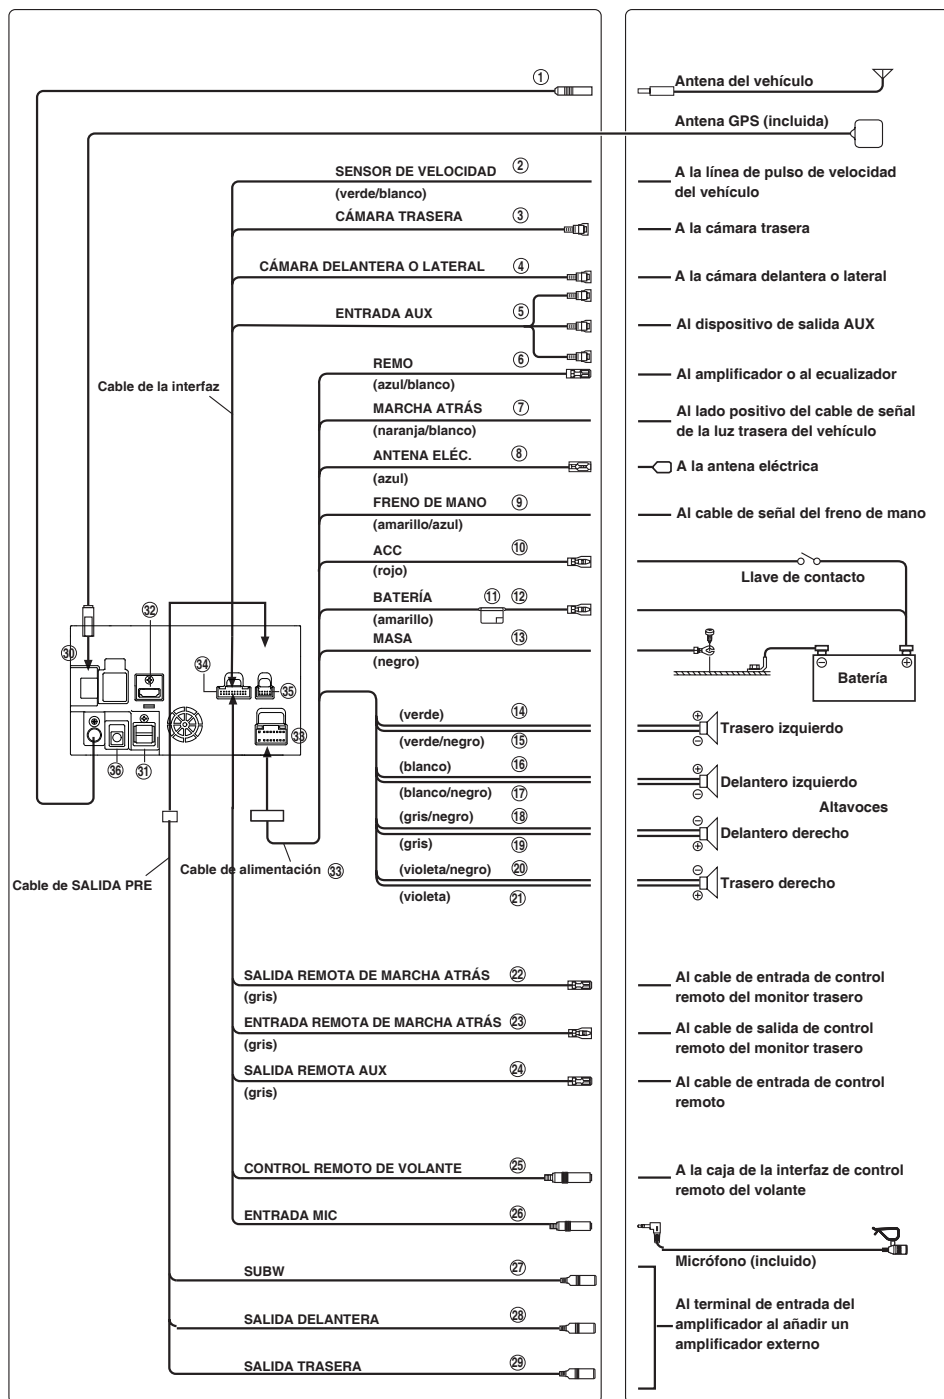 ①
Antena del vehículo
Antena GPS (incluida)
SENSOR DE VELOCIDAD ②
(verde/blanco)
A la línea de pulso de velocidad
del vehículo
CÁMARA TRASERA ③
A la cámara trasera
CÁMARA DELANTERA O LATERAL ④
A la cámara delantera o lateral
ENTRADA AUX ⑤
Al dispositivo de salida AUX
Cable de la interfaz
REMO ⑥
(azul/blanco)
Al amplificador o al ecualizador
MARCHA ATRÁS ⑦
(naranja/blanco)
Al lado positivo del cable de señal
de la luz trasera del vehículo
ANTENA ELÉC. ⑧
(azul)
A la antena eléctrica
FRENO DE MANO ⑨
(amarillo/azul)
Al cable de señal del freno de mano
ACC ⑩
(rojo)
Llave de contacto
BATERÍA ⑪ ⑫
(amarillo)
MASA ⑬
(negro)
⊖ ⊕
Batería
㉚ ㉜ ㉞ ㉟ ㉝ ㊱ ㉛
(verde) ⑭
(verde/negro) ⑮
⊕
⊖
Trasero izquierdo
(blanco) ⑯
(blanco/negro) ⑰
⊕
⊖
Delantero izquierdo
Altavoces
(gris/negro) ⑱
(gris) ⑲
⊖
⊕
Delantero derecho
(violeta/negro) ⑳
(violeta) ㉑
⊖
⊕
Trasero derecho
Cable de alimentación ㉝
Cable de SALIDA PRE
SALIDA REMOTA DE MARCHA ATRÁS ㉒
(gris)
Al cable de entrada de control
remoto del monitor trasero
ENTRADA REMOTA DE MARCHA ATRÁS ㉓
(gris)
Al cable de salida de control
remoto del monitor trasero
SALIDA REMOTA AUX ㉔
(gris)
Al cable de entrada de control
remoto
CONTROL REMOTO DE VOLANTE ㉕
A la caja de la interfaz de control
remoto del volante
ENTRADA MIC ㉖
Micrófono (incluido)
SUBW ㉗
SALIDA DELANTERA ㉘
SALIDA TRASERA ㉙
Al terminal de entrada del
amplificador al añadir un
amplificador externo